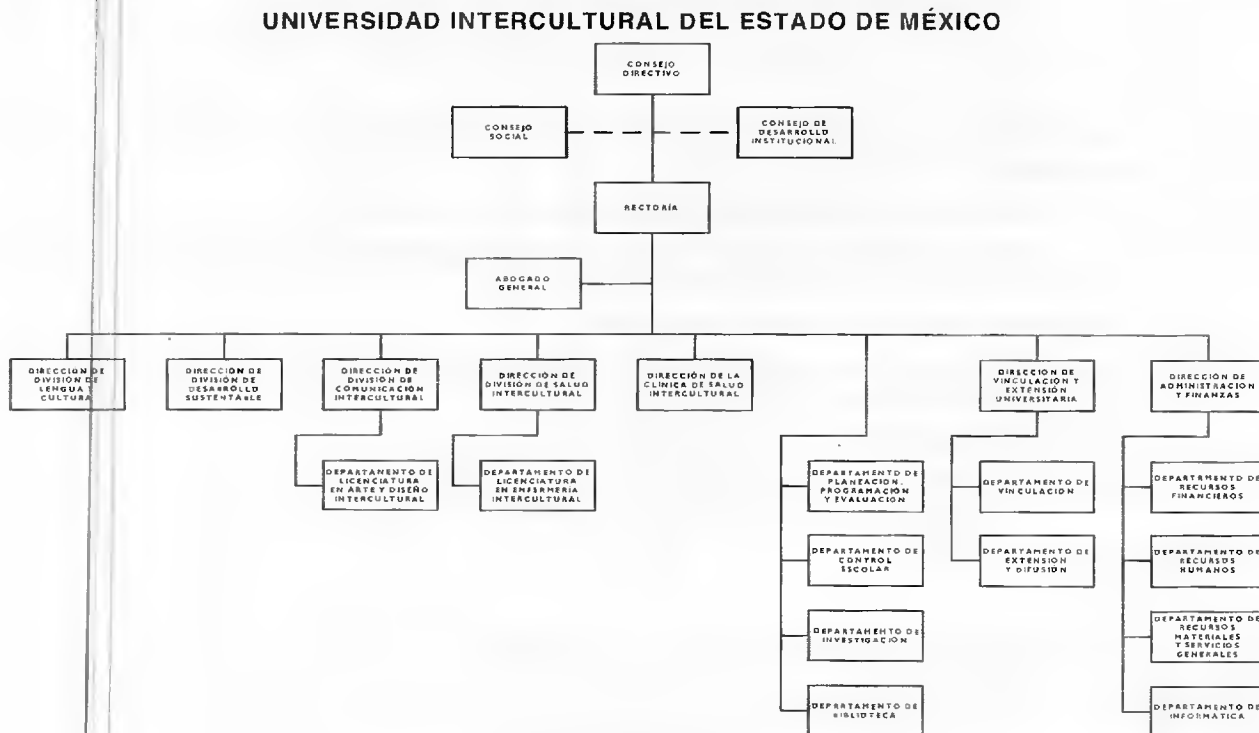 UNIVERSIDAD INTERCULTURAL DEL ESTADO DE MÉXICO
CONSEJO
DIRECTIVO
CONSEJO
SOCIAL
CONSEJO DE
DESARROLLO
INSTITUCIONAL
RECTORÍA
ABOGADO
GENERAL
DIRECCIÓN DE
DIVISIÓN DE
LENGUA Y
CULTURA
DIRECCIÓN DE
DIVISIÓN DE
DESARROLLO
SUSTENTABLE
DIRECCIÓN DE
DIVISIÓN DE
COMUNICACIÓN
INTERCULTURAL
DIRECCIÓN DE
DIVISIÓN DE SALUD
INTERCULTURAL
DIRECCIÓN DE LA
CLÍNICA DE SALUD
INTERCULTURAL
DIRECCIÓN DE
VINCULACIÓN Y
EXTENSIÓN
UNIVERSITARIA
DIRECCIÓN DE
ADMINISTRACIÓN
Y FINANZAS
DEPARTAMENTO DE
LICENCIATURA
EN ARTE Y DISEÑO
INTERCULTURAL
DEPARTAMENTO DE
LICENCIATURA
EN ENFERMERÍA
INTERCULTURAL
DEPARTAMENTO DE
PLANEACIÓN,
PROGRAMACIÓN
Y EVALUACIÓN
DEPARTAMENTO DE
VINCULACIÓN
DEPARTAMENTO DE
RECURSOS
FINANCIEROS
DEPARTAMENTO DE
CONTROL
ESCOLAR
DEPARTAMENTO DE
EXTENSIÓN
Y DIFUSIÓN
DEPARTAMENTO DE
RECURSOS
HUMANOS
DEPARTAMENTO DE
INVESTIGACIÓN
DEPARTAMENTO DE
RECURSOS
MATERIALES
Y SERVICIOS
GENERALES
DEPARTAMENTO DE
BIBLIOTECA
DEPARTAMENTO DE
INFORMÁTICA